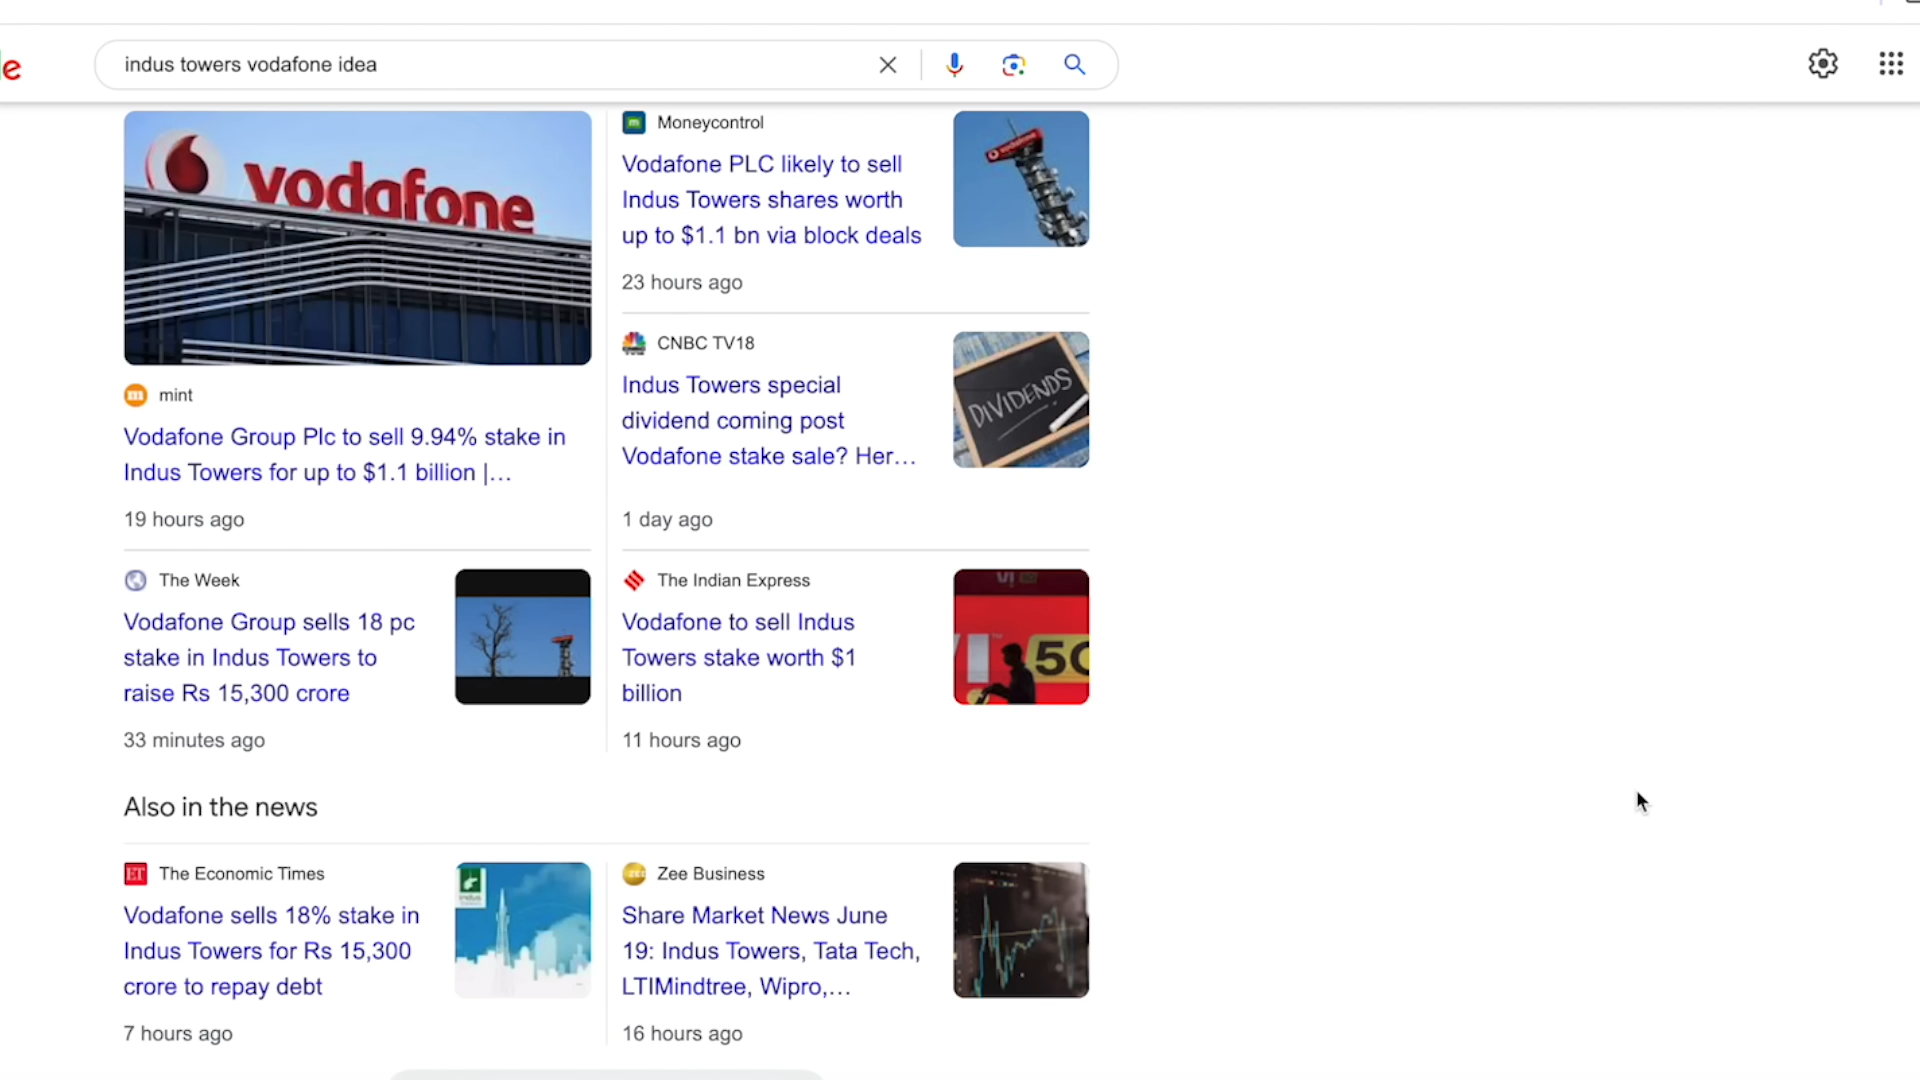 e
indus towers vodafone idea
vodafone
mint
Vodafone Group Plc to sell 9.94% stake in
Indus Towers for up to $1.1 billion |...
19 hours ago
Moneycontrol
Vodafone PLC likely to sell
Indus Towers shares worth
up to $1.1 bn via block deals
23 hours ago
CNBC TV18
Indus Towers special
dividend coming post
Vodafone stake sale? Her...
DIVIDENDS
1 day ago
The Week
Vodafone Group sells 18 pc
stake in Indus Towers to
raise Rs 15,300 crore
33 minutes ago
The Indian Express
Vodafone to sell Indus
Towers stake worth $1
billion
VI
5G
11 hours ago
Also in the news
ET
The Economic Times
Vodafone sells 18% stake in
Indus Towers for Rs 15,300
crore to repay debt
indus
7 hours ago
Zee Business
Share Market News June
19: Indus Towers, Tata Tech,
LTIMindtree, Wipro,...
16 hours ago